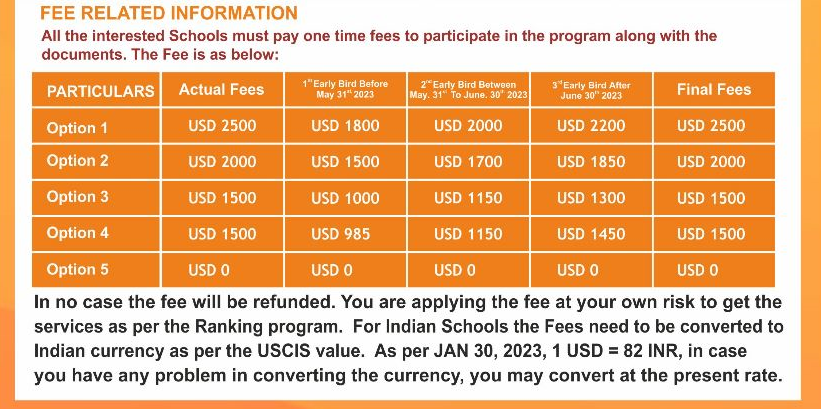 FEE RELATED INFORMATION
All the interested Schools must pay one time fees to participate in the program along with the
documents. The Fee is as below:
PARTICULARS Actual Fees 1st Early Bird Before May 31st 2023 2nd Early Bird Between May. 31st To June. 30th 2023 3rd Early Bird After June 30th 2023 Final Fees
Option 1 USD 2500 USD 1800 USD 2000 USD 2200 USD 2500
Option 2 USD 2000 USD 1500 USD 1700 USD 1850 USD 2000
Option 3 USD 1500 USD 1000 USD 1150 USD 1300 USD 1500
Option 4 USD 1500 USD 985 USD 1150 USD 1450 USD 1500
Option 5 USD 0 USD 0 USD 0 USD 0 USD 0
In no case the fee will be refunded. You are applying the fee at your own risk to get the
services as per the Ranking program. For Indian Schools the Fees need to be converted to
Indian currency as per the USCIS value. As per JAN 30, 2023, 1 USD = 82 INR, in case
you have any problem in converting the currency, you may convert at the present rate.